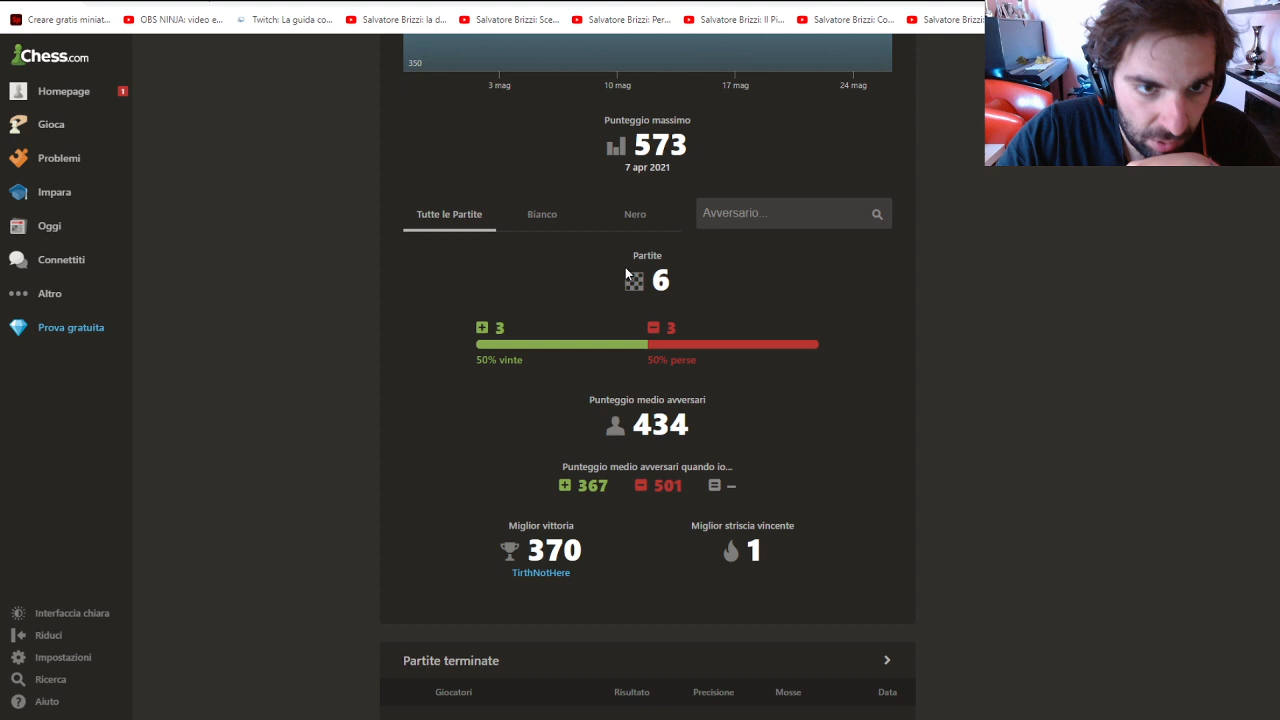 Creare gratis miniat...
OBS NINJA: video e...
Twitch: La guida co...
Salvatore Brizzi: la d...
Salvatore Brizzi: Sce...
Salvatore Brizzi: Per...
Salvatore Brizzi: Il Pi...
Salvatore Brizzi: Co...
Salvatore Brizzi
Chess.com
Homepage
1
Gioca
Problemi
Impara
Oggi
Connettiti
Altro
Prova gratuita
Interfaccia chiara
Riduci
Impostazioni
Ricerca
Aiuto
350
3 mag
10 mag
17 mag
24 mag
Punteggio massimo
573
7 apr 2021
Tutte le Partite
Bianco
Nero
Avversario...
Partite
6
3
3
50% vinte
50% perse
Punteggio medio avversari
434
Punteggio medio avversari quando io...
367
501
–
Miglior vittoria
370
TirthNotHere
Miglior striscia vincente
1
Partite terminate
Giocatori
Risultato
Precisione
Mosse
Data